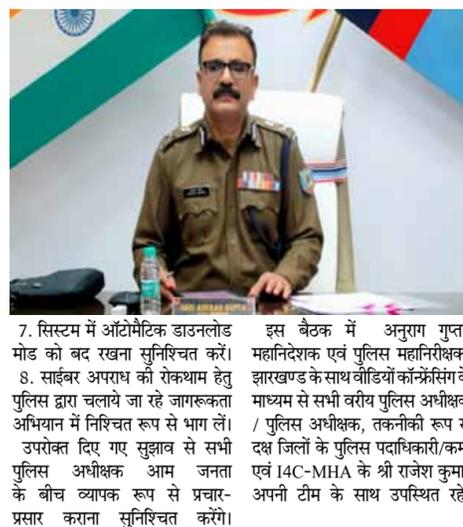 7. सिस्टम में ऑटोमैटिक डाउनलोड
मोड को बद रखना सुनिश्चित करें।
8. साईबर अपराध की रोकथाम हेतु
पुलिस द्वारा चलाये जा रहे जागरूकता
अभियान में निश्चित रूप से भाग लें।
उपरोक्त दिए गए सुझाव से सभी
पुलिस अधीक्षक आम जनता
के बीच व्यापक रूप से प्रचार-
प्रसार कराना सुनिश्चित करेंगे।
इस बैठक में अनुराग गुप्ता
महानिदेशक एवं पुलिस महानिरीक्षक
झारखण्ड के साथ वीडियों कॉन्फ्रेंसिंग के
माध्यम से सभी वरीय पुलिस अधीक्षक
/ पुलिस अधीक्षक, तकनीकी रूप
दक्ष जिलों के पुलिस पदाधिकारी/कर्म
एवं I4C-MHA के श्री राजेश कुमा
अपनी टीम के साथ उपस्थित रहे